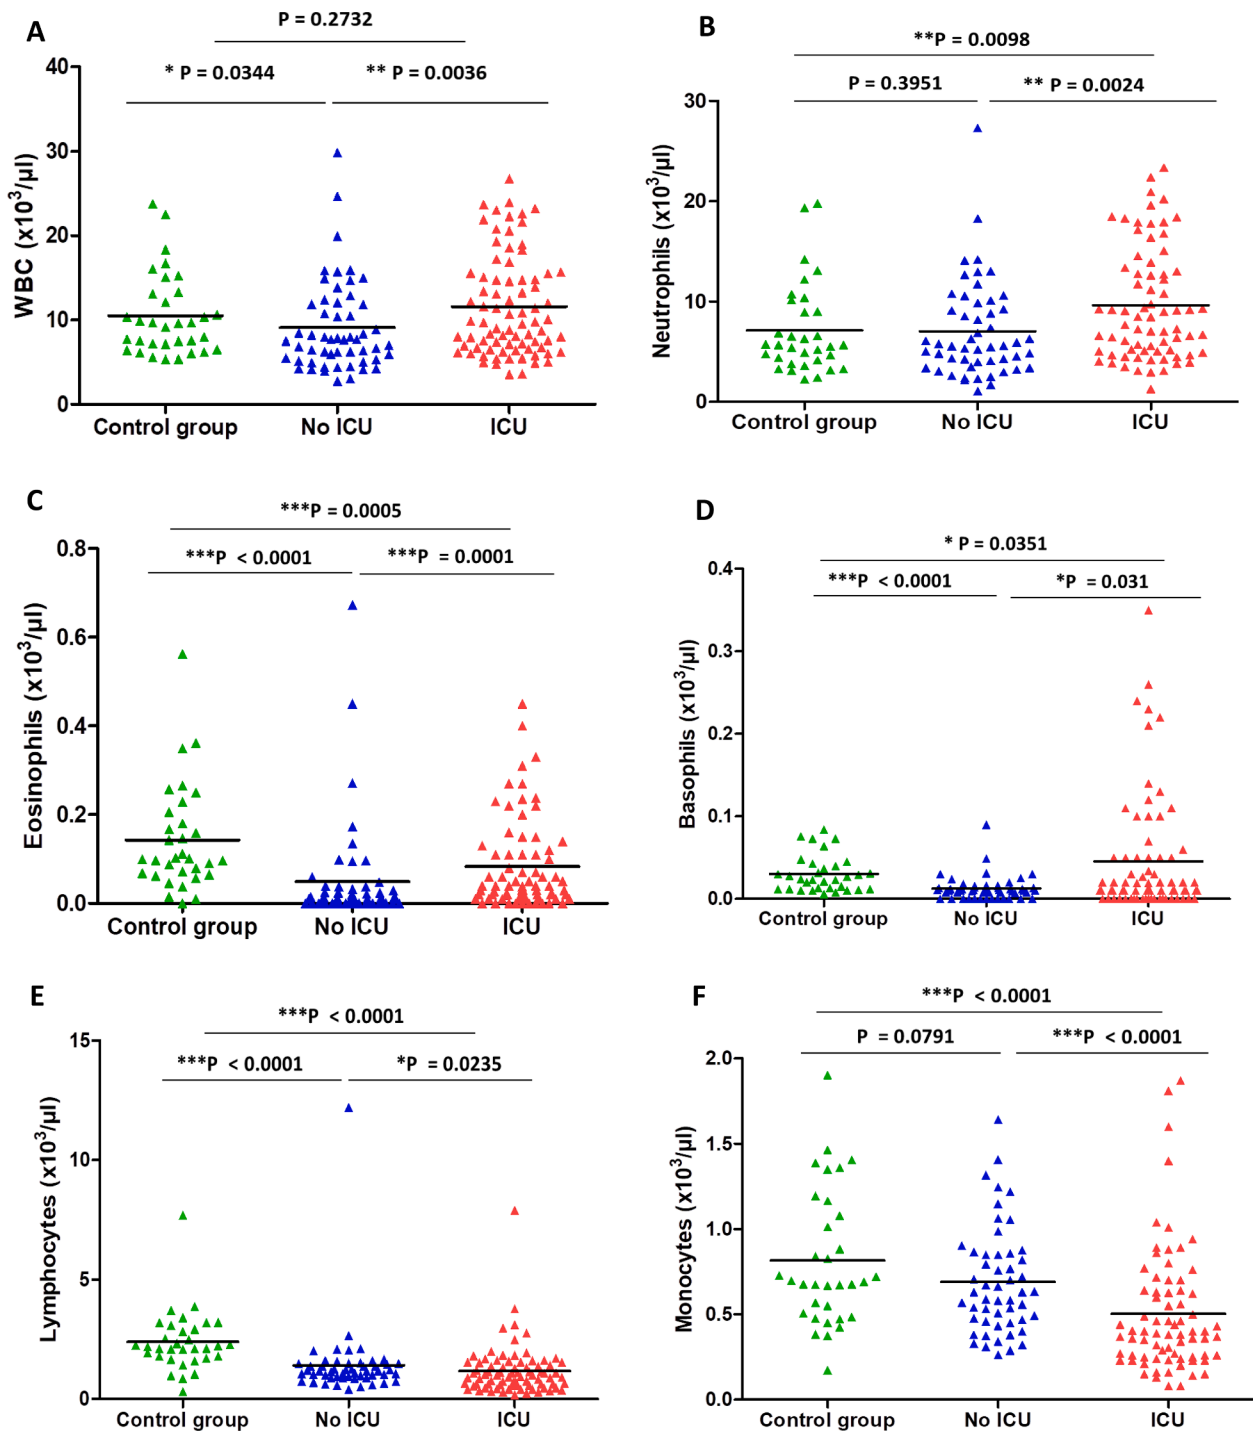 A
P = 0.2732
* P = 0.0344
** P = 0.0036
WBC (x10³/µl)
40
30
20
10
0
Control group
No ICU
ICU
B
**P = 0.0098
P = 0.3951
** P = 0.0024
Neutrophils (x10³/µl)
30
20
10
0
Control group
No ICU
ICU
C
***P = 0.0005
***P < 0.0001
***P = 0.0001
Eosinophils (x10³/µl)
0.8
0.6
0.4
0.2
0.0
Control group
No ICU
ICU
D
* P = 0.0351
***P < 0.0001
*P = 0.031
Basophils (x10³/µl)
0.4
0.3
0.2
0.1
0.0
Control group
No ICU
ICU
E
***P < 0.0001
***P < 0.0001
*P = 0.0235
Lymphocytes (x10³/µl)
15
10
5
0
Control group
No ICU
ICU
F
***P < 0.0001
P = 0.0791
***P < 0.0001
Monocytes (x10³/µl)
2.0
1.5
1.0
0.5
0.0
Control group
No ICU
ICU